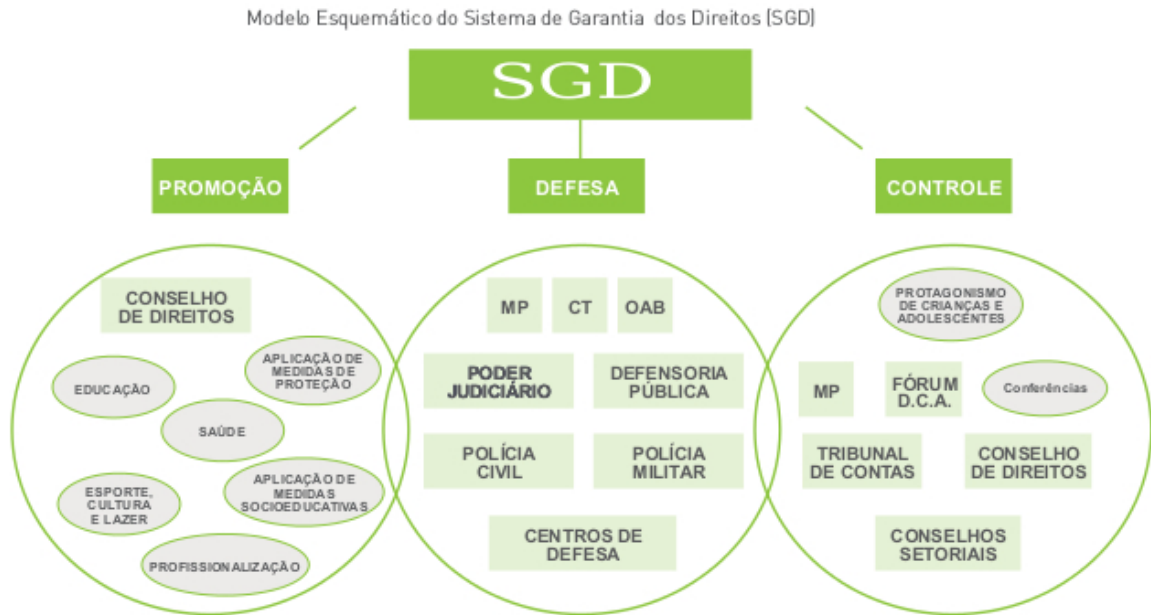 Modelo Esquemático do Sistema de Garantia dos Direitos (SGD)
SGD
PROMOÇÃO
DEFESA
CONTROLE
CONSELHO
DE DIREITOS
EDUCAÇÃO
APLICAÇÃO DE
MEDIDAS DE
PROTEÇÃO
SAÚDE
ESPORTE,
CULTURA
E LAZER
APLICAÇÃO DE
MEDIDAS
SOCIOEDUCATIVAS
PROFISSIONALIZAÇÃO
MP
CT
OAB
PODER
JUDICIÁRIO
DEFENSORIA
PÚBLICA
POLÍCIA
CIVIL
POLÍCIA
MILITAR
CENTROS DE
DEFESA
PROTAGONISMO
DE CRIANÇAS E
ADOLESCENTES
MP
FÓRUM
D.C.A.
Conferências
TRIBUNAL
DE CONTAS
CONSELHO
DE DIREITOS
CONSELHOS
SETORIAIS